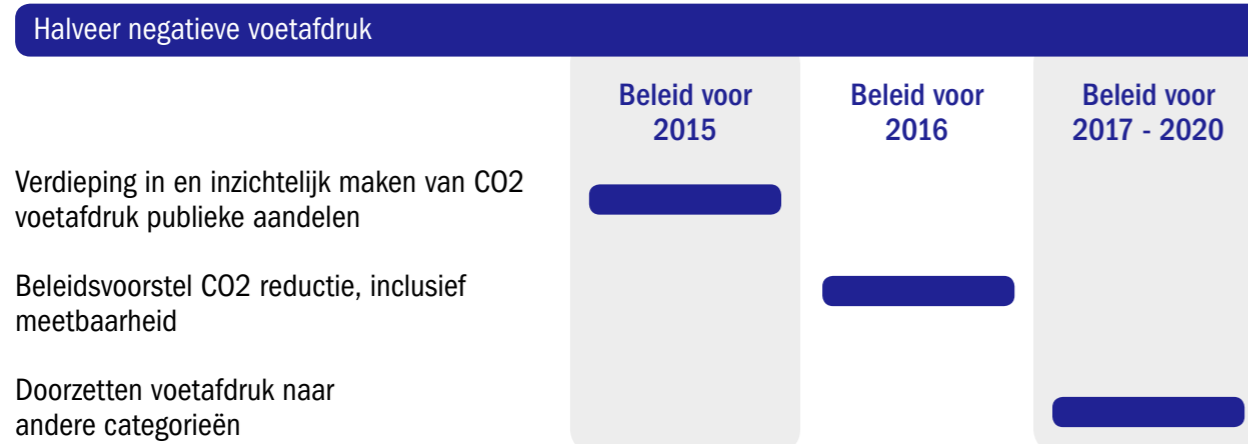 Halveer negatieve voetafdruk
Beleid voor
2015
Beleid voor
2016
Beleid voor
2017 - 2020
Verdieping in en inzichtelijk maken van CO2
voetafdruk publieke aandelen
Beleidsvoorstel CO2 reductie, inclusief
meetbaarheid
Doorzetten voetafdruk naar
andere categorieën